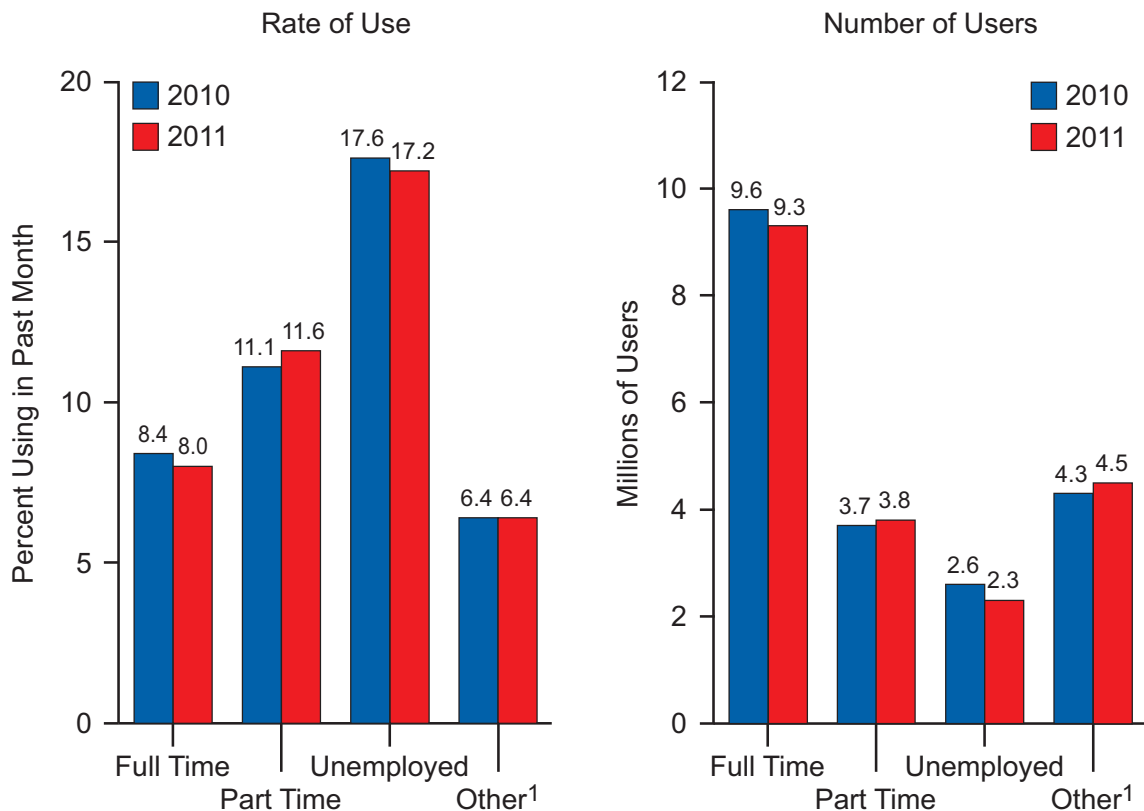 Rate of Use
Percent Using in Past Month
20
15
10
5
0
2010
2011
8.4
8.0
11.1
11.6
17.6
17.2
6.4
6.4
Full Time
Part Time
Unemployed
Other1
Number of Users
Millions of Users
12
10
8
6
4
2
0
2010
2011
9.6
9.3
3.7
3.8
2.6
2.3
4.3
4.5
Full Time
Part Time
Unemployed
Other1